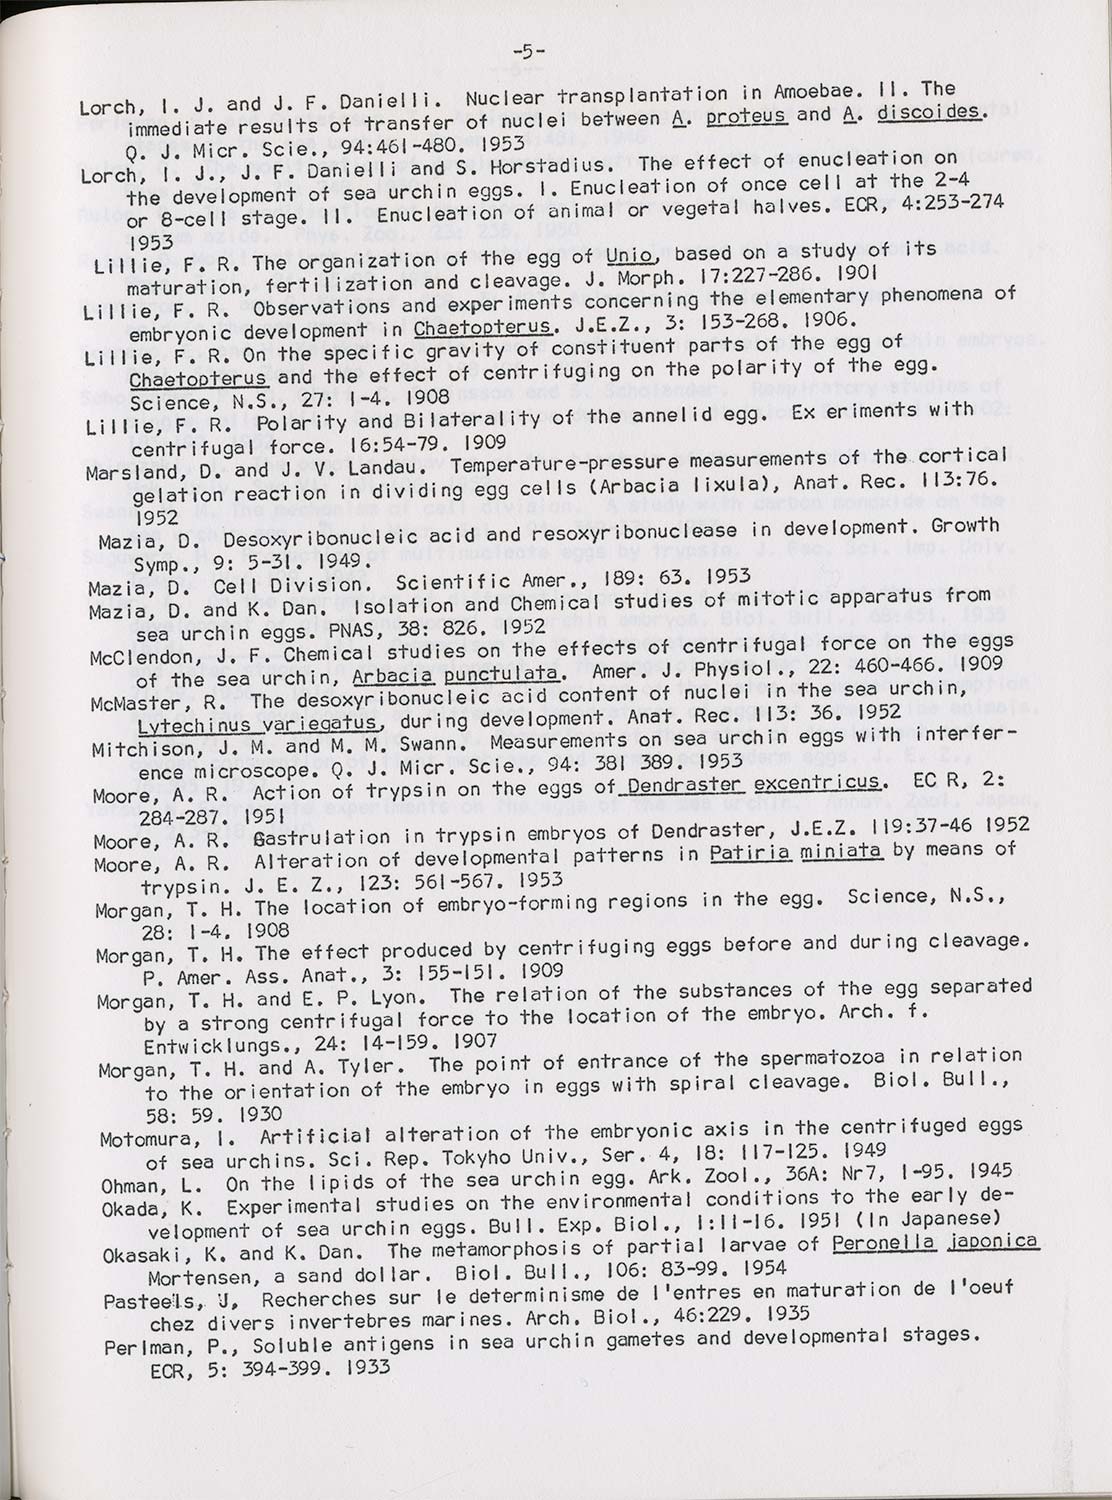 -5-
Lorch, I. J. and J. F. Danielli. Nuclear transplantation in Amoebae. II. The
immediate results of transfer of nuclei between A. proteus and A. discoides.
Q. J. Micr. Scie., 94:461-480. 1953
Lorch, I. J., J. F. Danielli and S. Horstadius. The effect of enucleation on
the development of sea urchin eggs. I. Enucleation of once cell at the 2-4
or 8-cell stage. II. Enucleation of animal or vegetal halves. ECR, 4:253-274
1953
Lillie, F. R. The organization of the egg of Unio, based on a study of its
maturation, fertilization and cleavage. J. Morph. 17:227-286. 1901
Lillie, F. R. Observations and experiments concerning the elementary phenomena of
embryonic development in Chaetopterus. J.E.Z., 3: 153-268. 1906.
Lillie, F. R. On the specific gravity of constituent parts of the egg of
Chaetopterus and the effect of centrifuging on the polarity of the egg.
Science, N.S., 27: 1-4. 1908
Lillie, F. R. Polarity and Bilaterality of the annelid egg. Ex eriments with
centrifugal force. 16:54-79. 1909
Marsland, D. and J. V. Landau. Temperature-pressure measurements of the cortical
gelation reaction in dividing egg cells (Arbacia lixula), Anat. Rec. 113:76.
1952
Mazia, D. Desoxyribonucleic acid and resoxyribonuclease in development. Growth
Symp., 9: 5-31. 1949.
Mazia, D. Cell Division. Scientific Amer., 189: 63. 1953
Mazia, D. and K. Dan. Isolation and Chemical studies of mitotic apparatus from
sea urchin eggs. PNAS, 38: 826. 1952
McClendon, J. F. Chemical studies on the effects of centrifugal force on the eggs
of the sea urchin, Arbacia punctulata. Amer. J. Physiol., 22: 460-466. 1909
McMaster, R. The desoxyribonucleic acid content of nuclei in the sea urchin,
Lytechinus variegatus, during development. Anat. Rec. 113: 36. 1952
Mitchison, J. M. and M. M. Swann. Measurements on sea urchin eggs with interfer-
ence microscope. Q. J. Micr. Scie., 94: 381 389. 1953
Moore, A. R. Action of trypsin on the eggs of Dendraster excentricus. EC R, 2:
284-287. 1951
Moore, A. R. Gastrulation in trypsin embryos of Dendraster, J.E.Z. 119:37-46 1952
Moore, A. R. Alteration of developmental patterns in Patiria miniata by means of
trypsin. J. E. Z., 123: 561-567. 1953
Morgan, T. H. The location of embryo-forming regions in the egg. Science, N.S.,
28: 1-4. 1908
Morgan, T. H. The effect produced by centrifuging eggs before and during cleavage.
P. Amer. Ass. Anat., 3: 155-151. 1909
Morgan, T. H. and E. P. Lyon. The relation of the substances of the egg separated
by a strong centrifugal force to the location of the embryo. Arch. f.
Entwicklungs., 24: 14-159. 1907
Morgan, T. H. and A. Tyler. The point of entrance of the spermatozoa in relation
to the orientation of the embryo in eggs with spiral cleavage. Biol. Bull.,
58: 59. 1930
Motomura, I. Artificial alteration of the embryonic axis in the centrifuged eggs
of sea urchins. Sci. Rep. Tokyho Univ., Ser. 4, 18: 117-125. 1949
Ohman, L. On the lipids of the sea urchin egg. Ark. Zool., 36A: Nr7, 1-95. 1945
Okada, K. Experimental studies on the environmental conditions to the early de-
velopment of sea urchin eggs. Bull. Exp. Biol., 1:11-16. 1951 (In Japanese)
Okasaki, K. and K. Dan. The metamorphosis of partial larvae of Peronella japonica
Mortensen, a sand dollar. Biol. Bull., 106: 83-99. 1954
Pasteels, J, Recherches sur le determinisme de l'entres en maturation de l'oeuf
chez divers invertebres marines. Arch. Biol., 46:229. 1935
Perlman, P., Soluble antigens in sea urchin gametes and developmental stages.
ECR, 5: 394-399. 1933